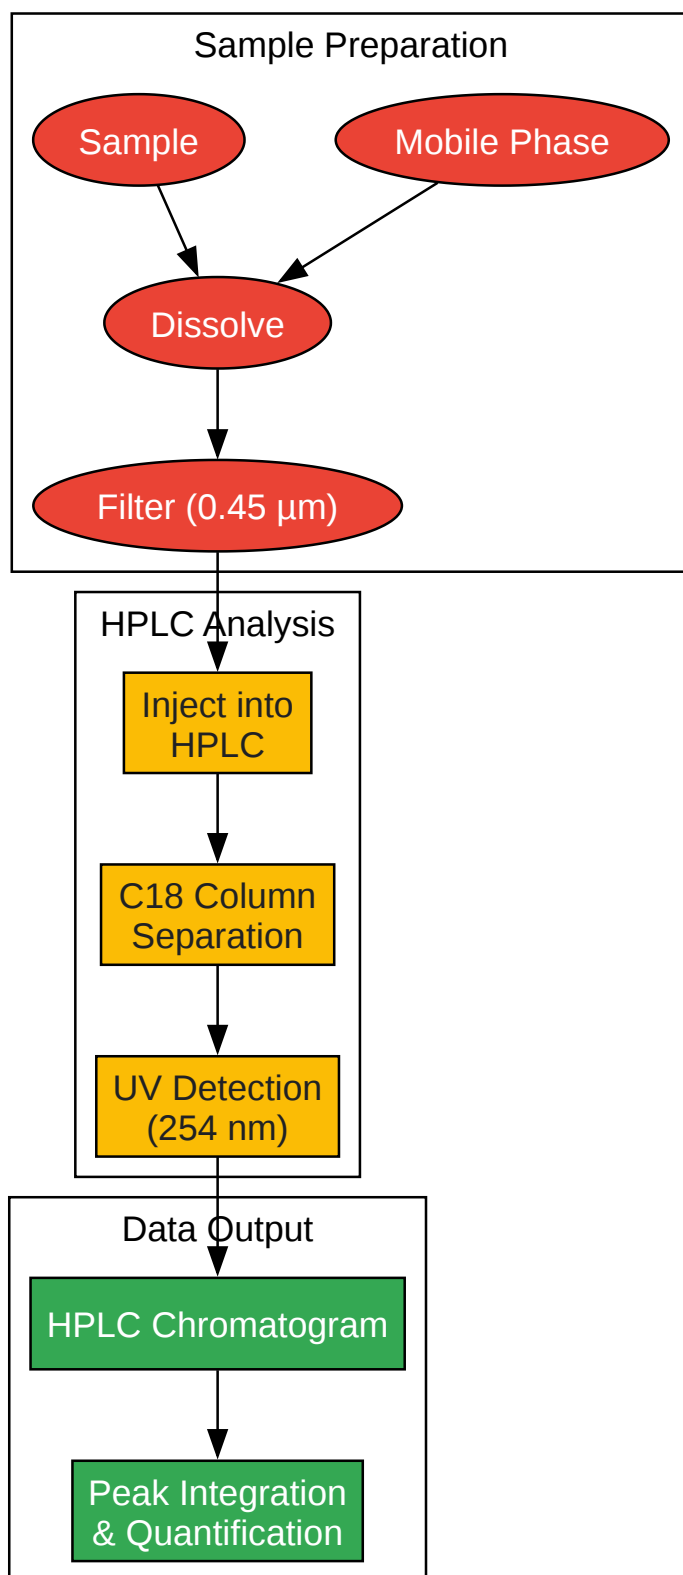 Sample Preparation
Sample
Mobile Phase
Dissolve
Filter (0.45 µm)
HPLC Analysis
Inject into
HPLC
C18 Column
Separation
UV Detection
(254 nm)
Data Output
HPLC Chromatogram
Peak Integration
& Quantification